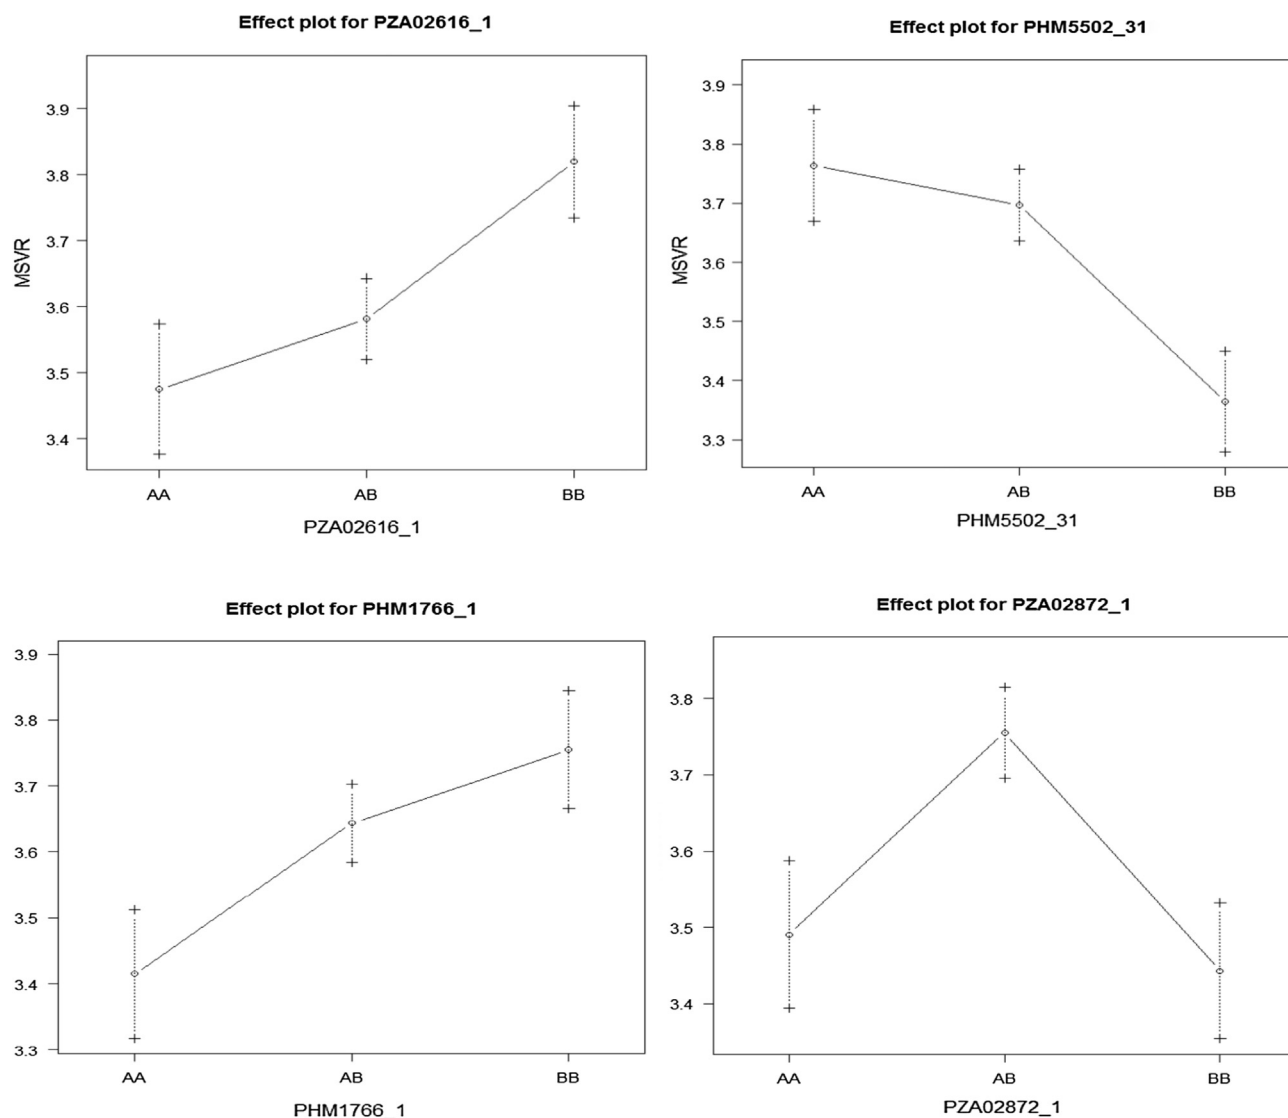 Effect plot for PZA02616_1
MSVR
3.9
3.8
3.7
3.6
3.5
3.4
AA AB BB
PZA02616_1
Effect plot for PHM5502_31
MSVR
3.9
3.8
3.7
3.6
3.5
3.4
3.3
AA AB BB
PHM5502_31
Effect plot for PHM1766_1
3.9
3.8
3.7
3.6
3.5
3.4
3.3
AA AB BB
PHM1766_1
Effect plot for PZA02872_1
3.8
3.7
3.6
3.5
3.4
AA AB BB
PZA02872_1